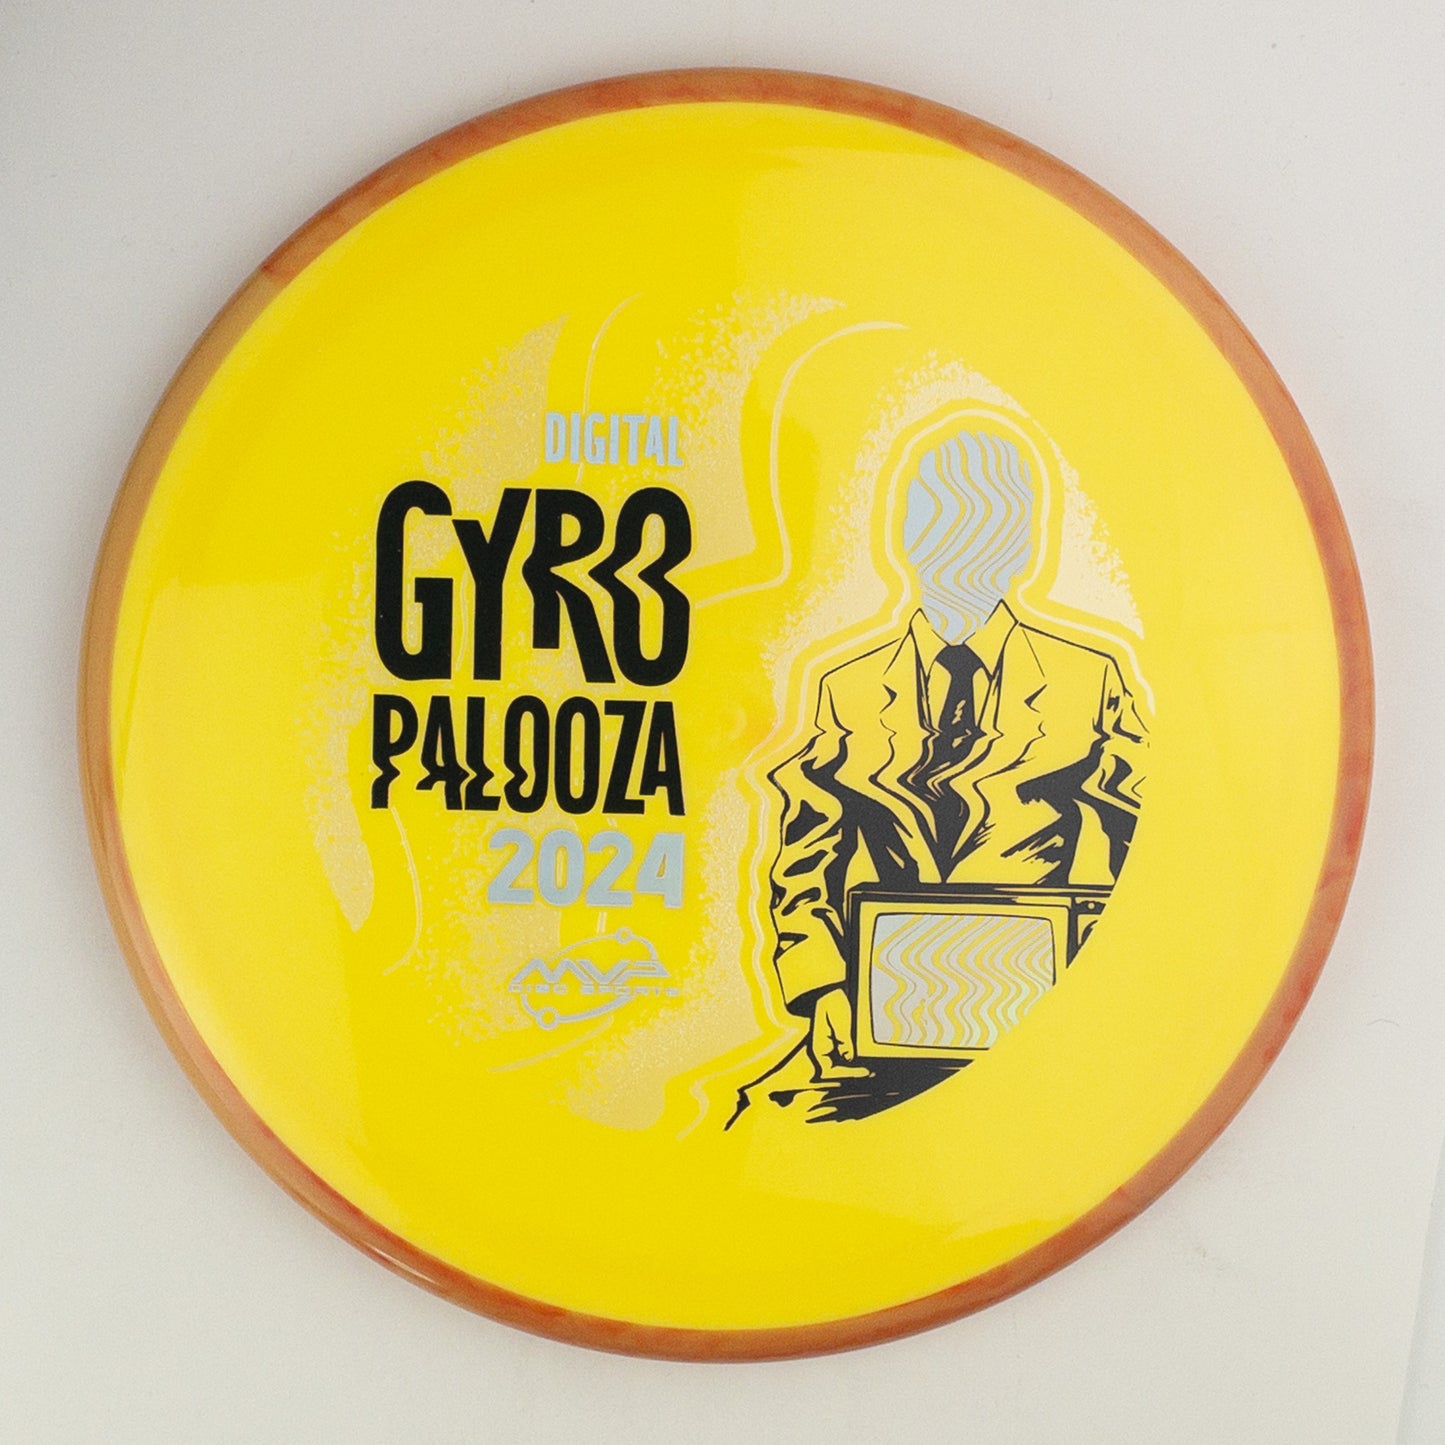 DIGITAL
GYRO
PALOOZA
2024
MVP
DISC SPORTS